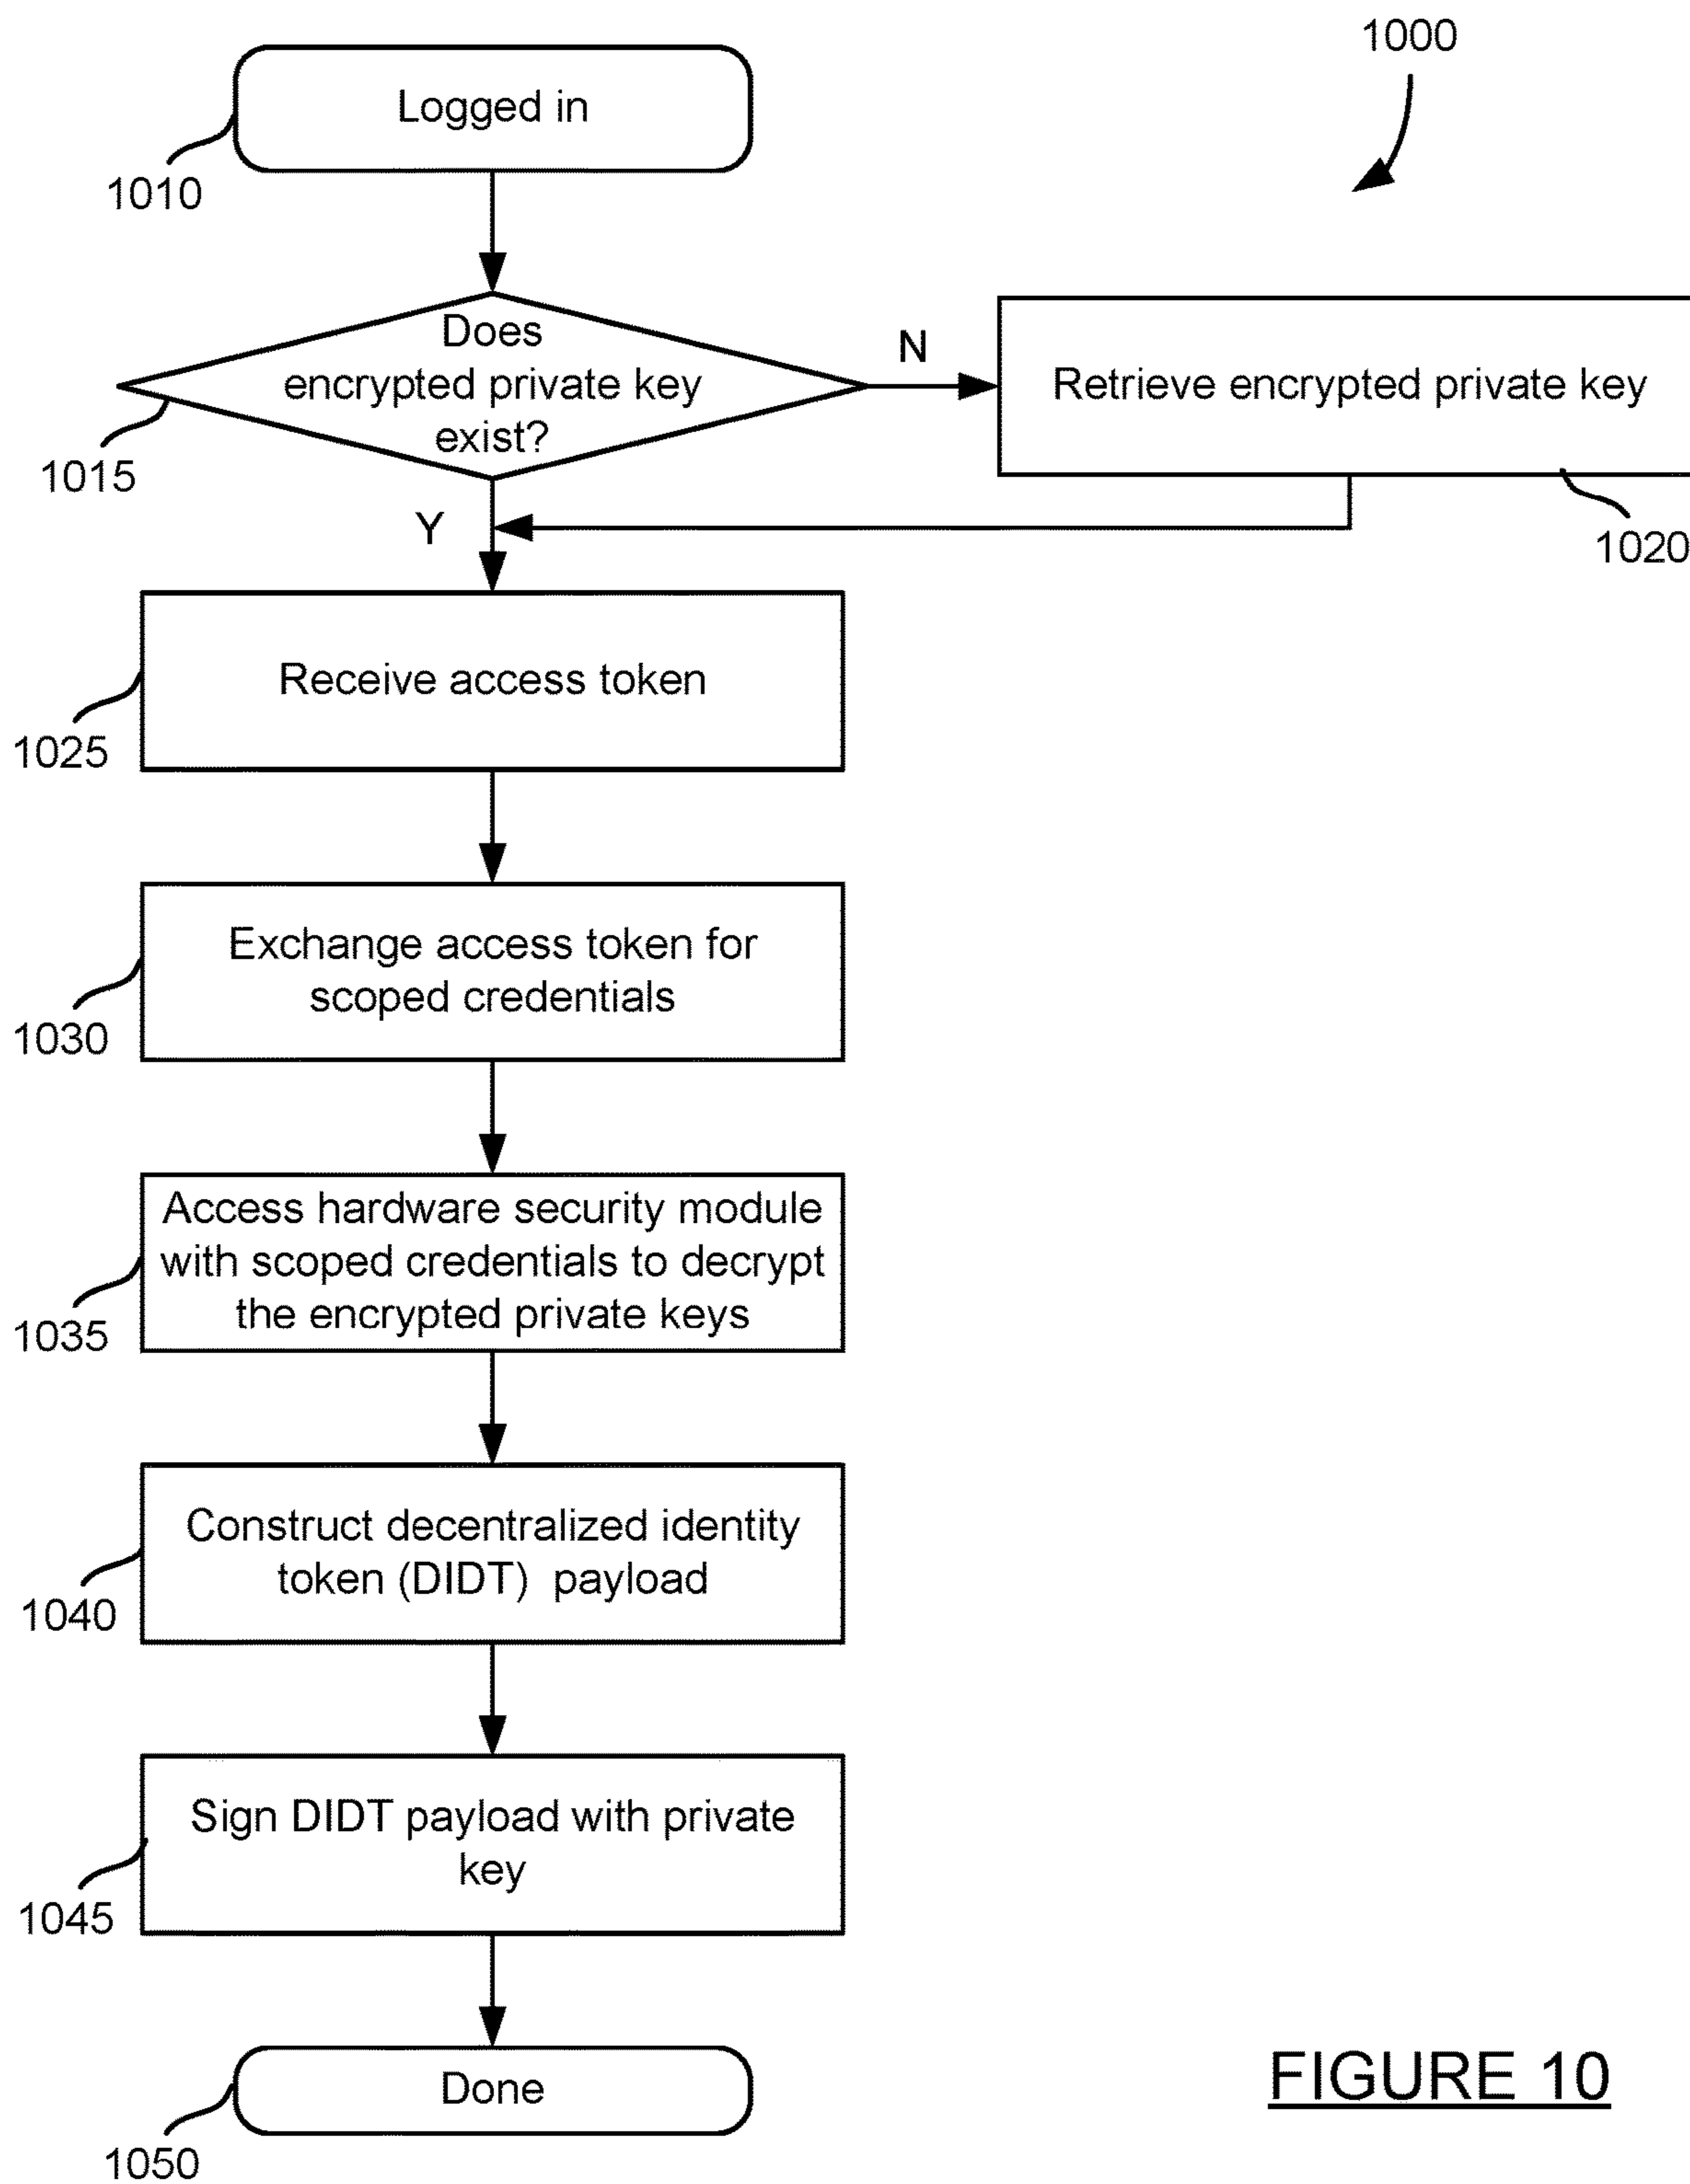 1000
Logged in
1010
Does
encrypted private key
exist?
N
Retrieve encrypted private key
1015
Y
1020
Receive access token
1025
Exchange access token for
scoped credentials
1030
Access hardware security module
with scoped credentials to decrypt
the encrypted private keys
1035
Construct decentralized identity
token (DIDT) payload
1040
Sign DIDT payload with private
key
1045
Done
1050
FIGURE 10